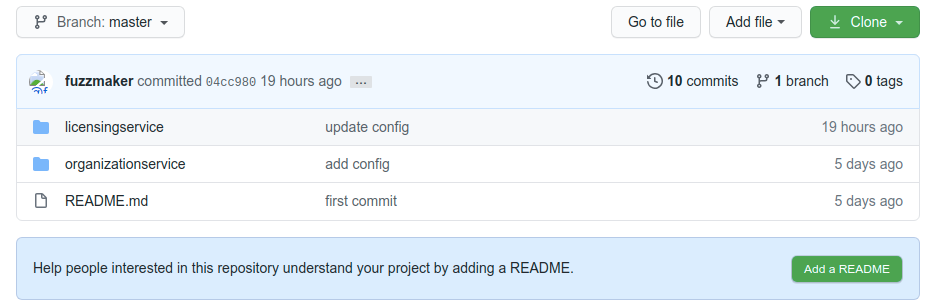 Branch: master Go to file Add file Clone
fuzzmaker committed 04cc980 19 hours ago ... 10 commits 1 branch 0 tags
licensingservice update config 19 hours ago
organizationservice add config 5 days ago
README.md first commit 5 days ago
Help people interested in this repository understand your project by adding a README. Add a README